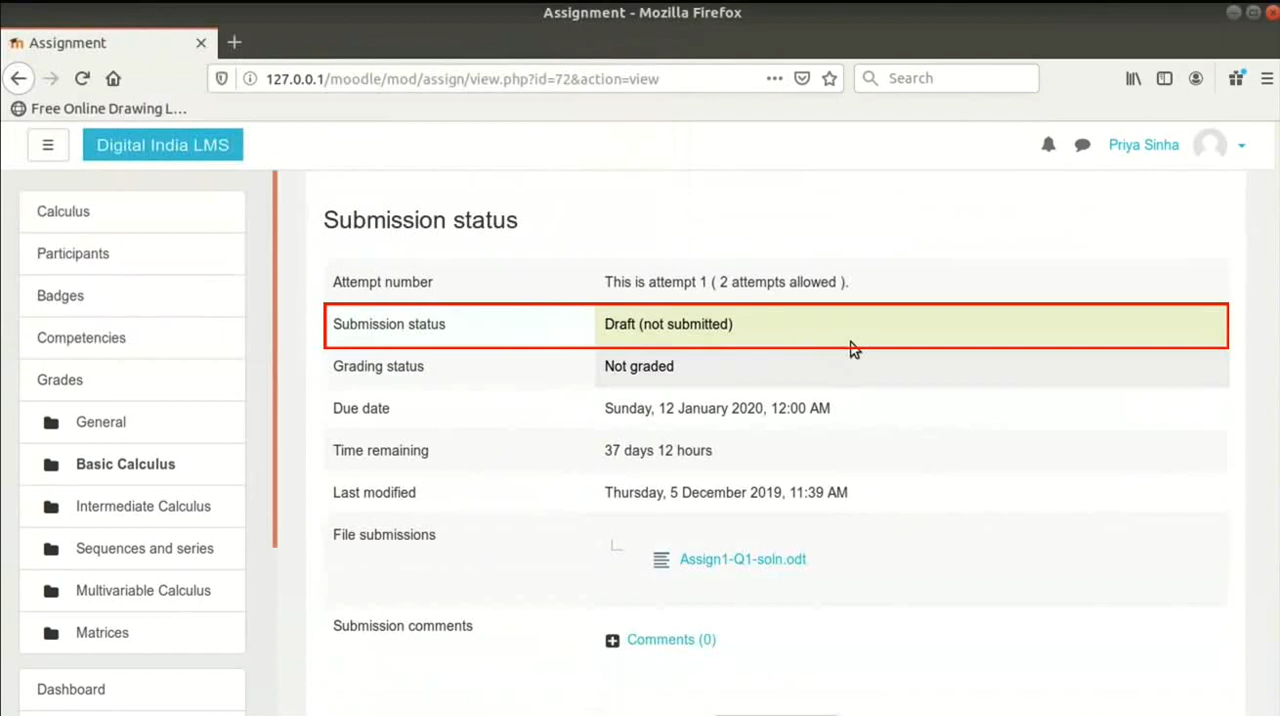 Assignment - Mozilla Firefox
Assignment
127.0.0.1/moodle/mod/assign/view.php?id=72&action=view
Search
Free Online Drawing L...
Digital India LMS
Priya Sinha
Calculus
Participants
Badges
Competencies
Grades
General
Basic Calculus
Intermediate Calculus
Sequences and series
Multivariable Calculus
Matrices
Dashboard
Submission status
Attempt number This is attempt 1 ( 2 attempts allowed ).
Submission status Draft (not submitted)
Grading status Not graded
Due date Sunday, 12 January 2020, 12:00 AM
Time remaining 37 days 12 hours
Last modified Thursday, 5 December 2019, 11:39 AM
File submissions
Assign1-Q1-soln.odt
Submission comments
Comments (0)